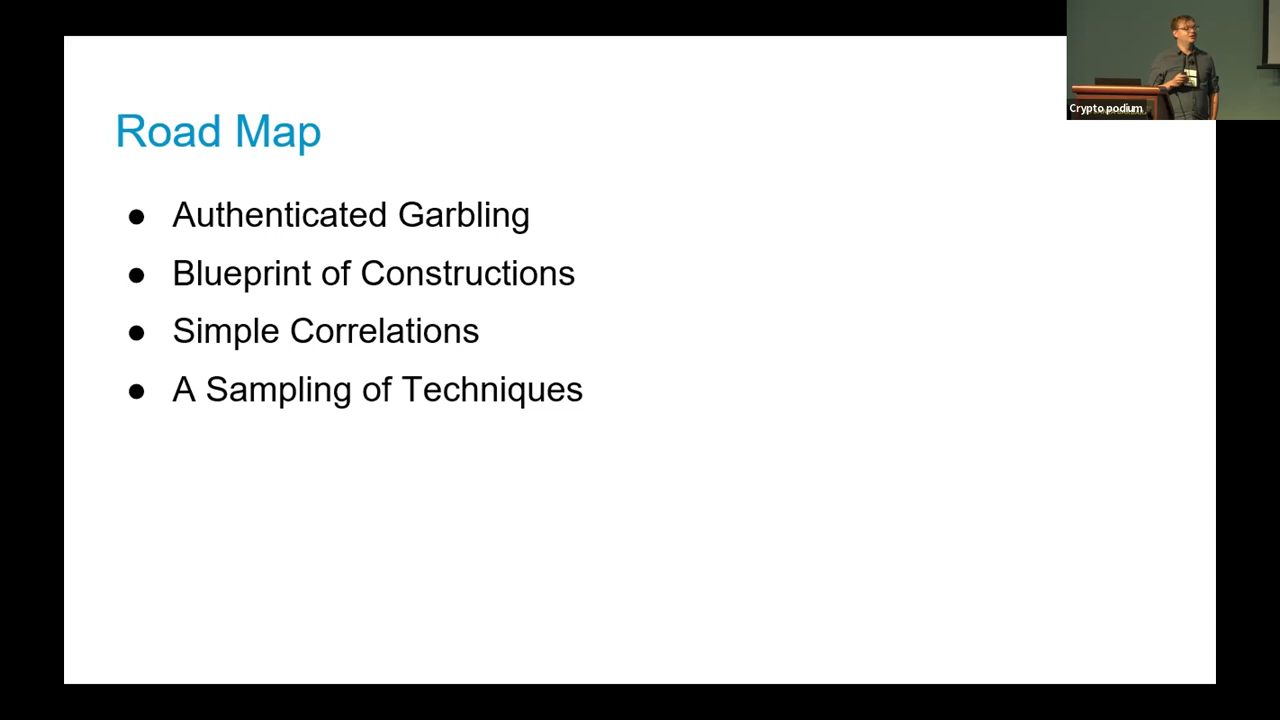 Road Map
● Authenticated Garbling
● Blueprint of Constructions
● Simple Correlations
● A Sampling of Techniques
Crypto podium